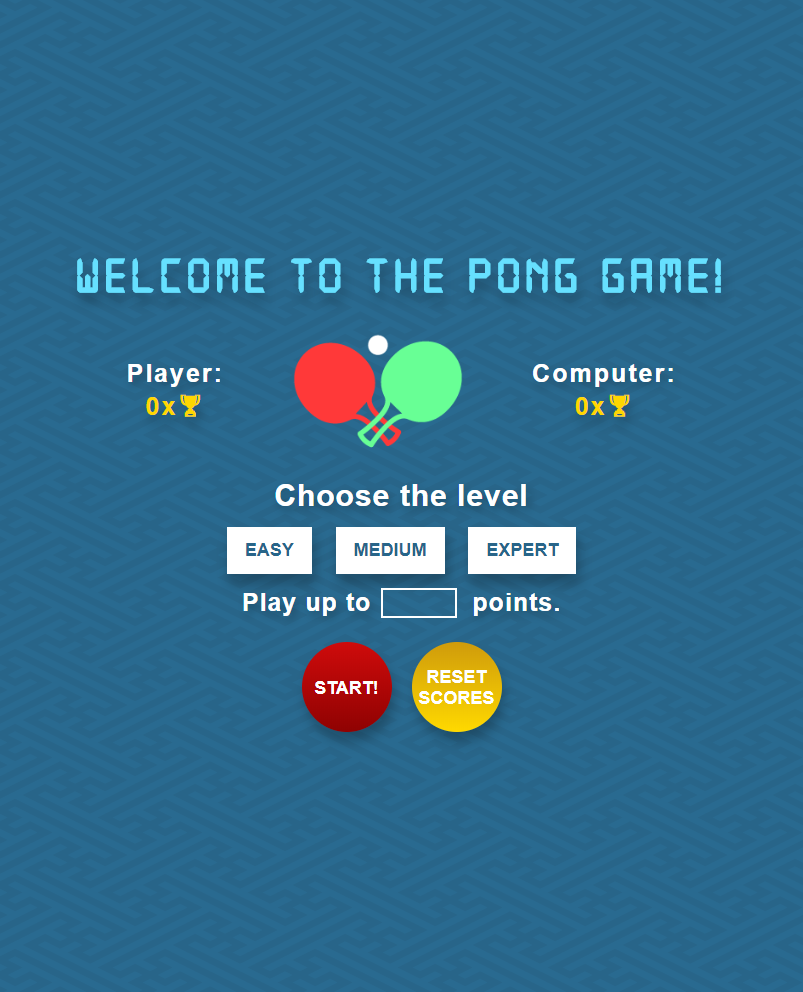 WELCOME TO THE PONG GAME!
Player:
0x
Computer:
0x
Choose the level
EASY MEDIUM EXPERT
Play up to points.
START!
RESET
SCORES